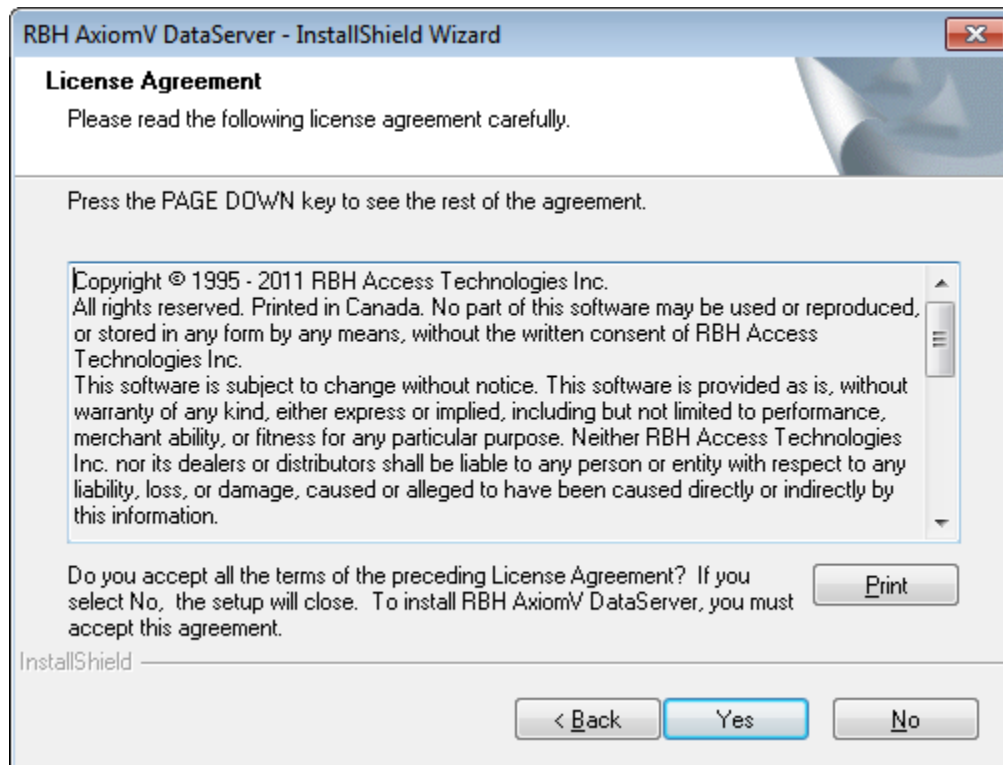 RBH AxiomV DataServer - InstallShield Wizard
License Agreement
Please read the following license agreement carefully.
Press the PAGE DOWN key to see the rest of the agreement.
Copyright © 1995 - 2011 RBH Access Technologies Inc.
All rights reserved. Printed in Canada. No part of this software may be used or reproduced,
or stored in any form by any means, without the written consent of RBH Access
Technologies Inc.
This software is subject to change without notice. This software is provided as is, without
warranty of any kind, either express or implied, including but not limited to performance,
merchant ability, or fitness for any particular purpose. Neither RBH Access Technologies
Inc. nor its dealers or distributors shall be liable to any person or entity with respect to any
liability, loss, or damage, caused or alleged to have been caused directly or indirectly by
this information.
Do you accept all the terms of the preceding License Agreement? If you
select No, the setup will close. To install RBH AxiomV DataServer, you must
accept this agreement.
Print
InstallShield
< Back
Yes
No